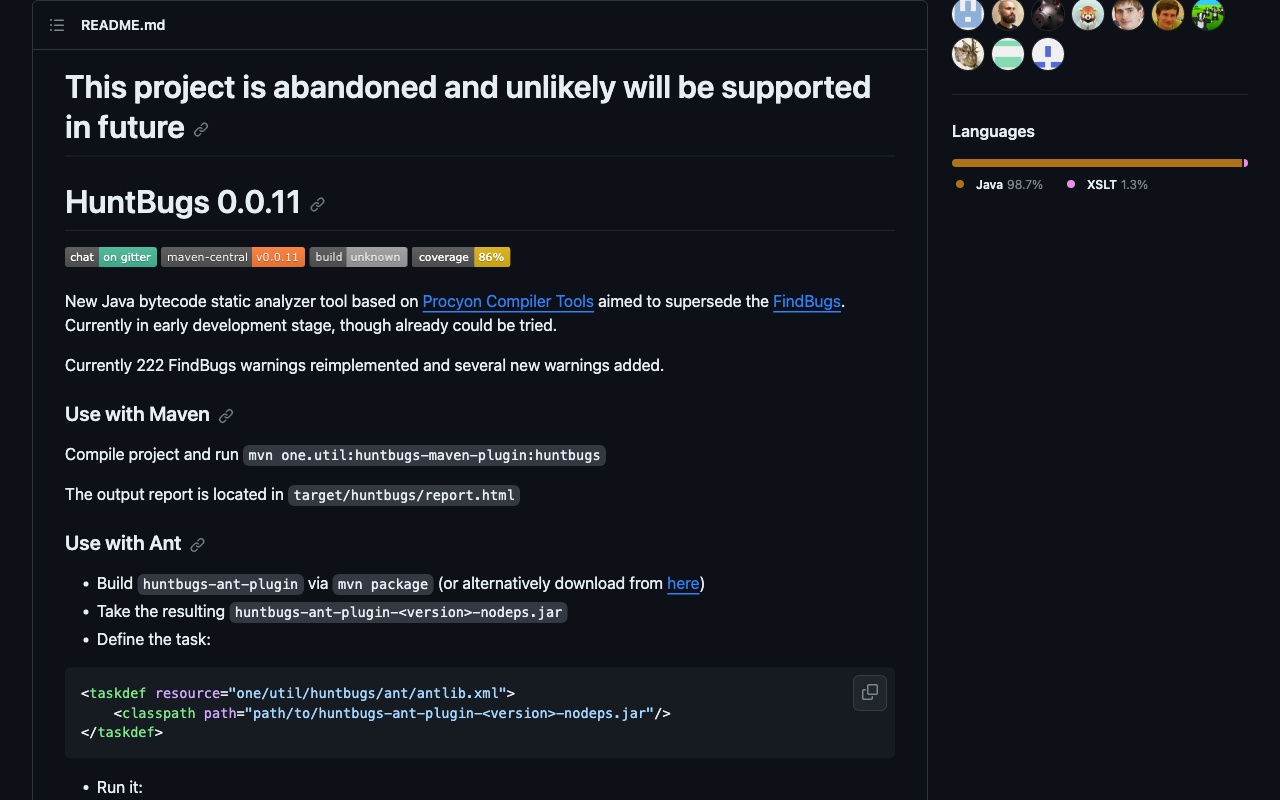 README.md
This project is abandoned and unlikely will be supported
in future
HuntBugs 0.0.11
chat on gitter maven-central v0.0.11 build unknown coverage 86%
New Java bytecode static analyzer tool based on Procyon Compiler Tools aimed to supersede the FindBugs.
Currently in early development stage, though already could be tried.
Currently 222 FindBugs warnings reimplemented and several new warnings added.
Use with Maven
Compile project and run mvn one.util:huntbugs-maven-plugin:huntbugs
The output report is located in target/huntbugs/report.html
Use with Ant
• Build huntbugs-ant-plugin via mvn package (or alternatively download from here)
• Take the resulting huntbugs-ant-plugin-<version>-nodeps.jar
• Define the task:
<taskdef resource="one/util/huntbugs/ant/antlib.xml">
    <classpath path="path/to/huntbugs-ant-plugin-<version>-nodeps.jar"/>
</taskdef>
• Run it:
Languages
Java 98.7% XSLT 1.3%